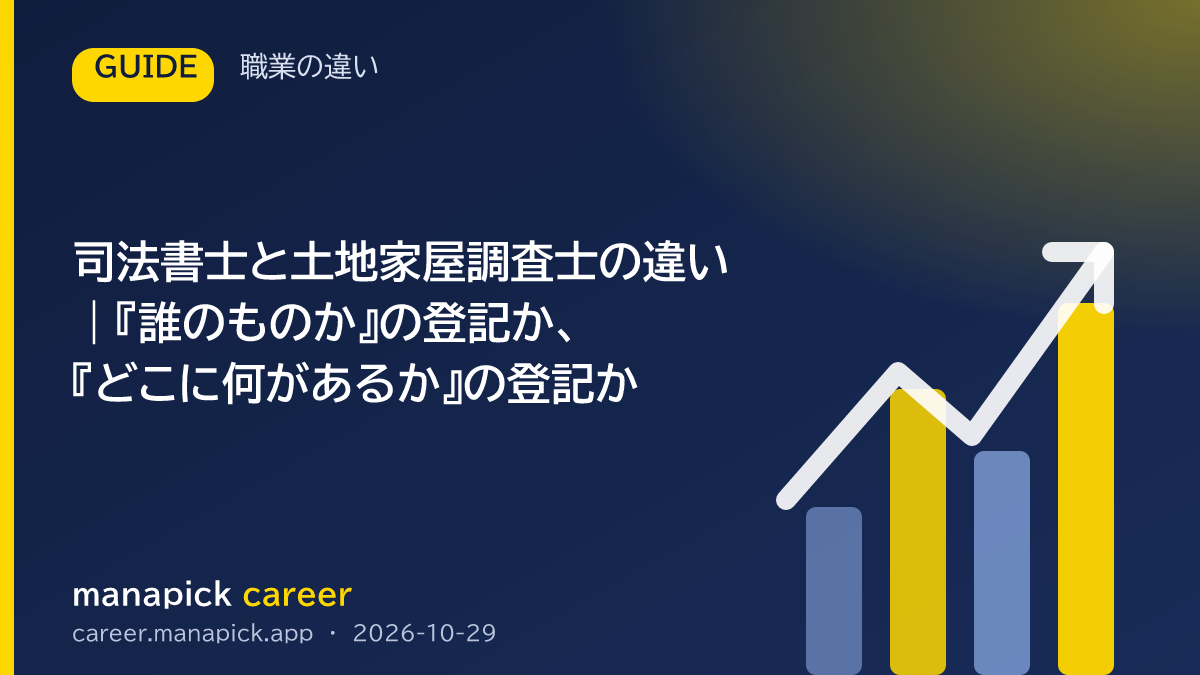 GUIDE 職業の違い
司法書士と土地家屋調査士の違い
｜『誰のものか』の登記か、
『どこに何があるか』の登記か
manapick career
career.manapick.app ・ 2026-10-29